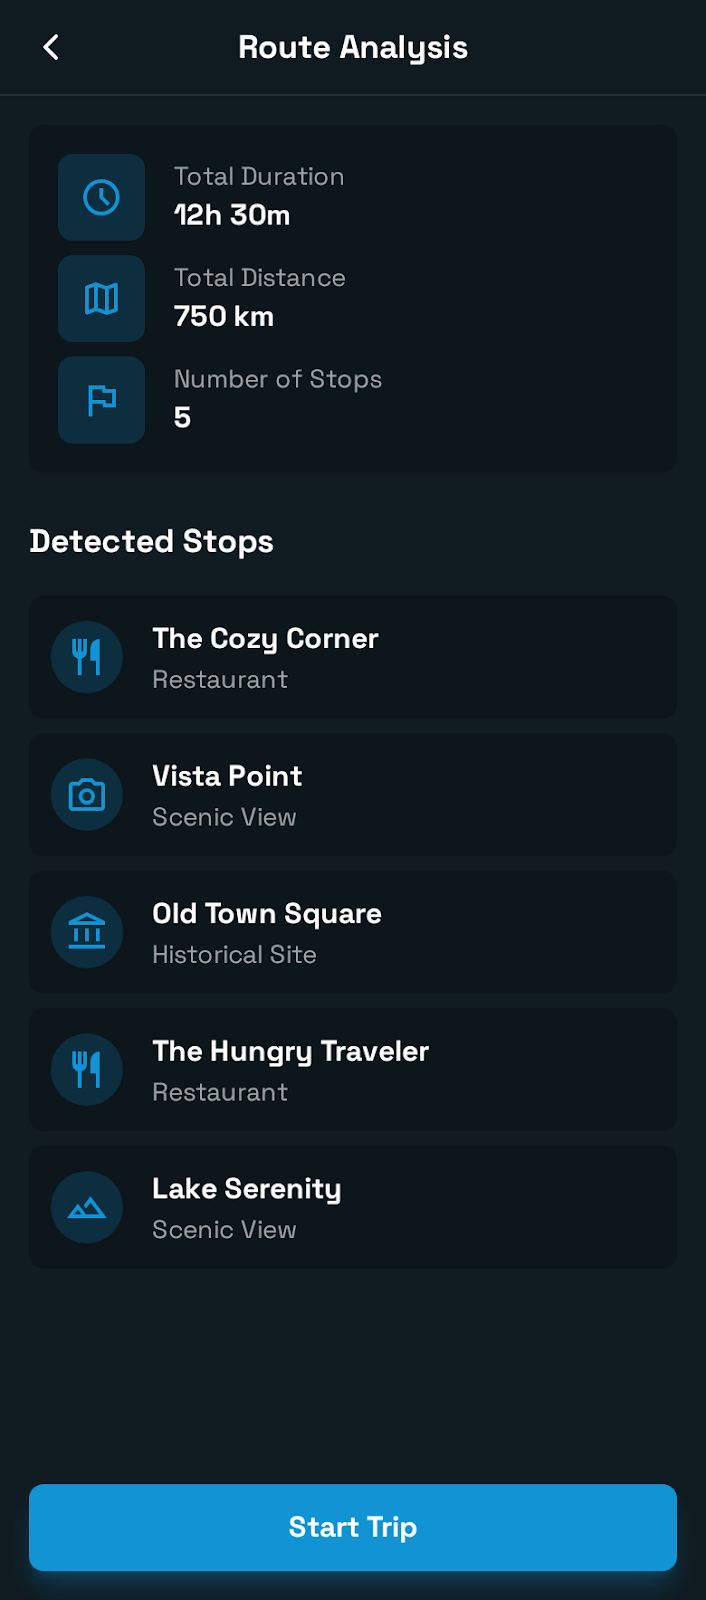 Route Analysis
Total Duration
12h 30m
Total Distance
750 km
Number of Stops
5
Detected Stops
The Cozy Corner
Restaurant
Vista Point
Scenic View
Old Town Square
Historical Site
The Hungry Traveler
Restaurant
Lake Serenity
Scenic View
Start Trip